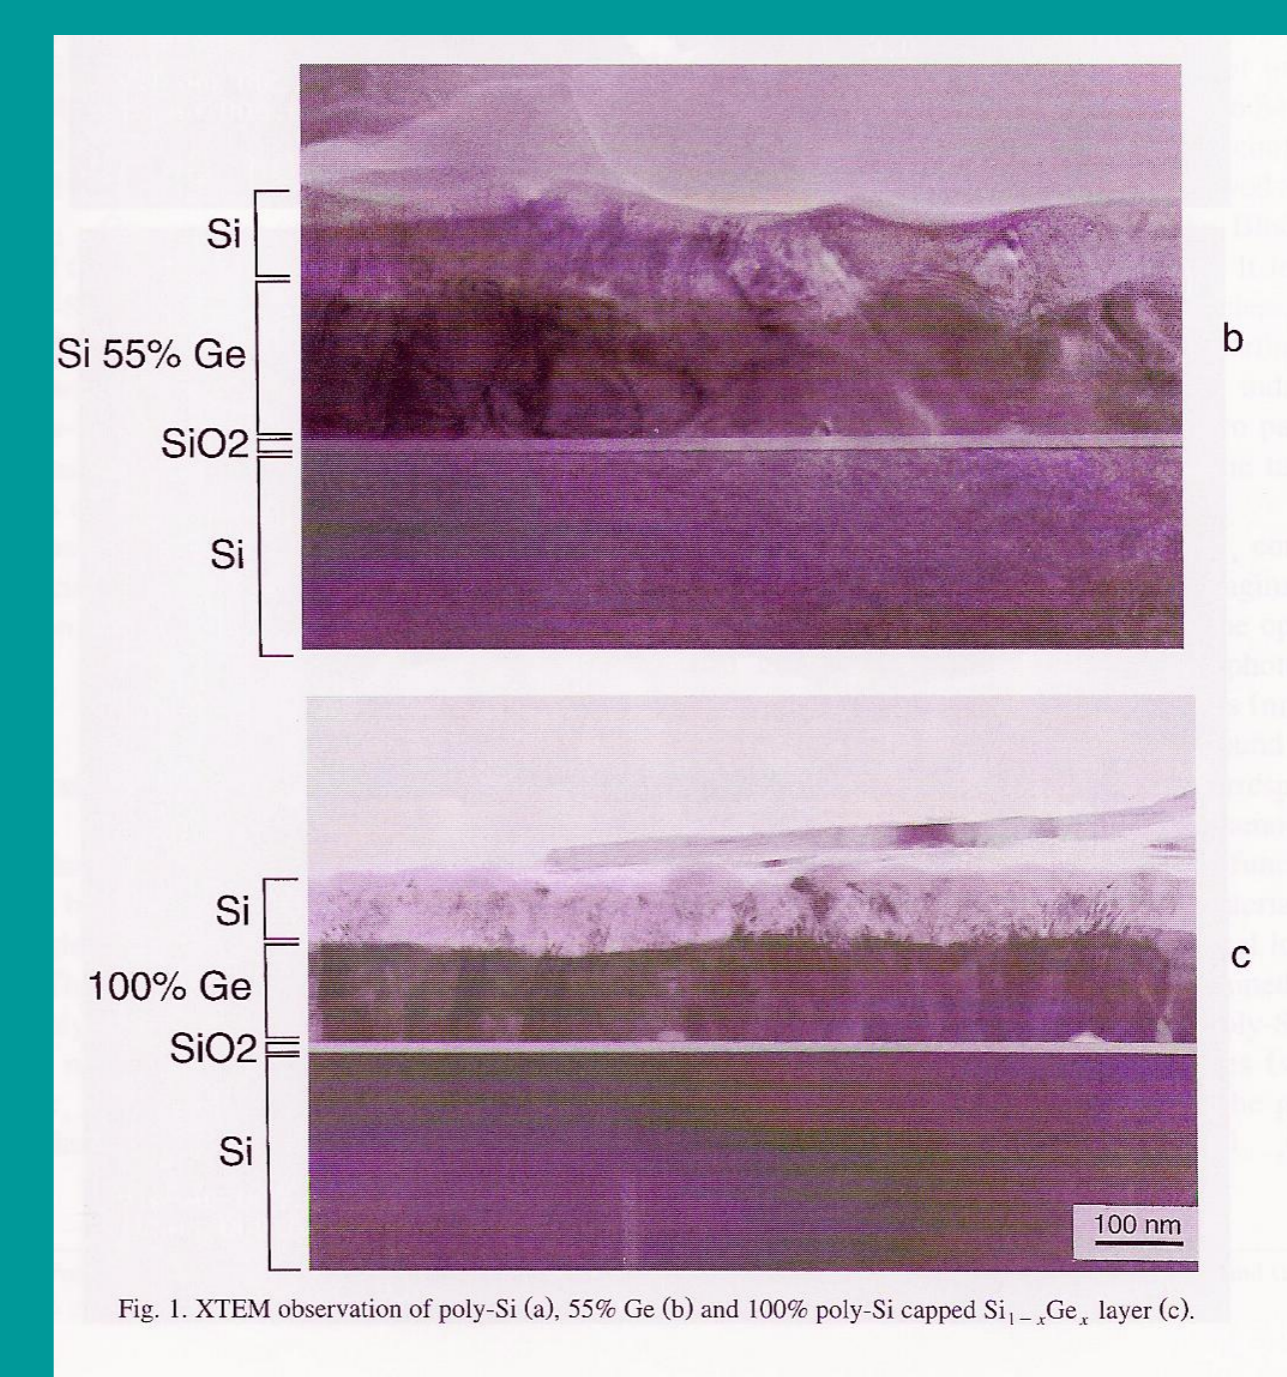 Si
Si 55% Ge
b
SiO2
Si
Si
c
100% Ge
SiO2
Si
100 nm
Fig. 1. XTEM observation of poly-Si (a), 55% Ge (b) and 100% poly-Si capped Si₁₋ₓGeₓ layer (c).